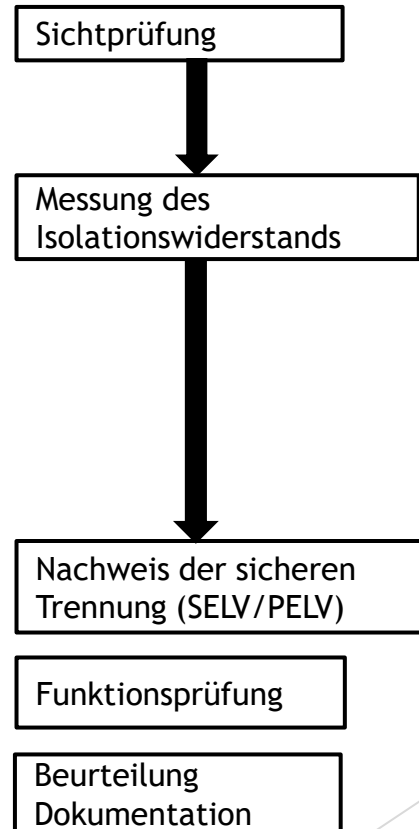 Sichtprüfung
Messung des
Isolationswiderstands
Nachweis der sicheren
Trennung (SELV/PELV)
Funktionsprüfung
Beurteilung
Dokumentation